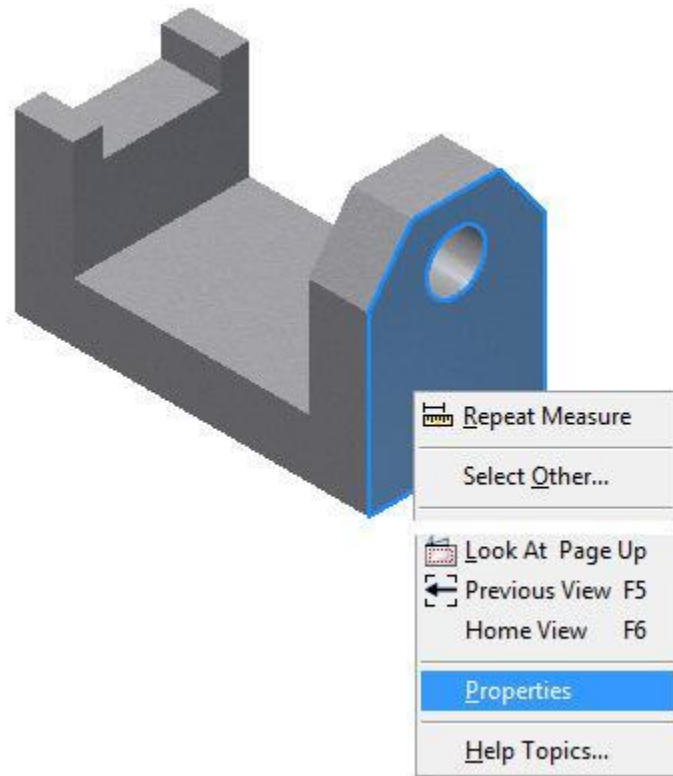 Repeat Measure
Select Other...
Look At Page Up
Previous View F5
Home View F6
Properties
Help Topics...